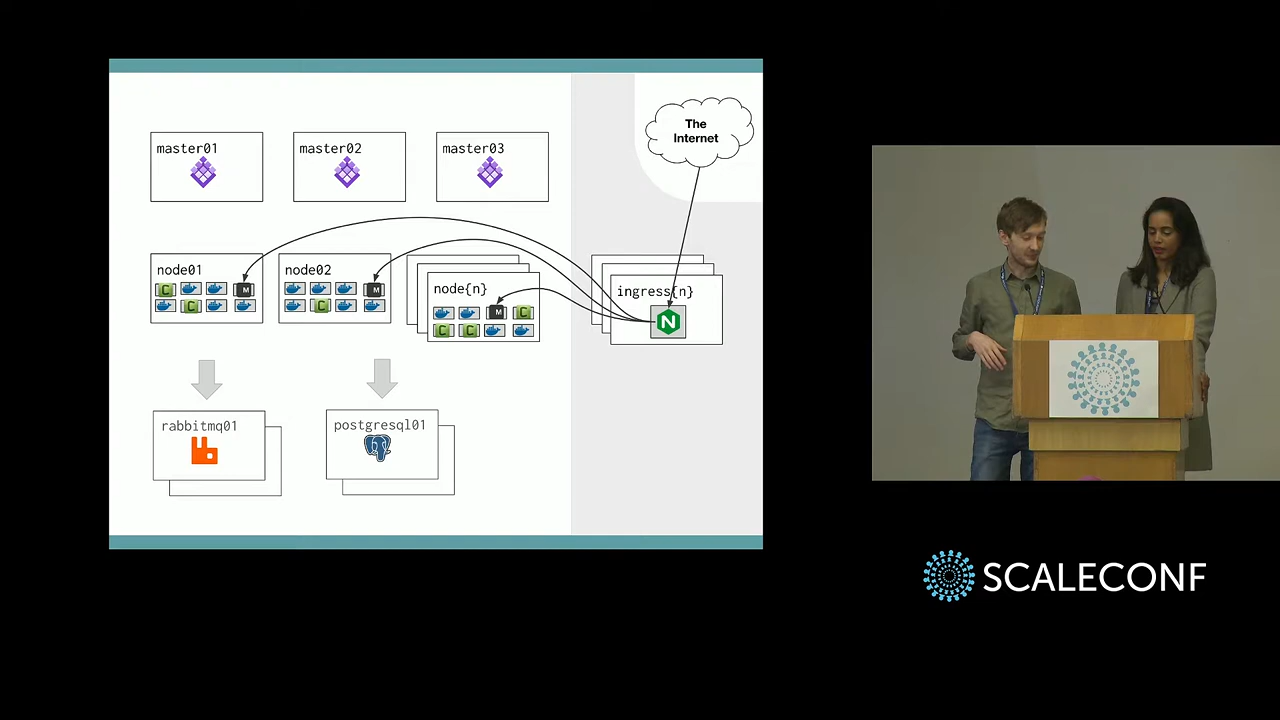 The
Internet
master01
master02
master03
node01
node02
node{n}
ingress{n}
C
M
M
C
M
C
C
C
C
N
rabbitmq01
postgresql01
SCALECONF